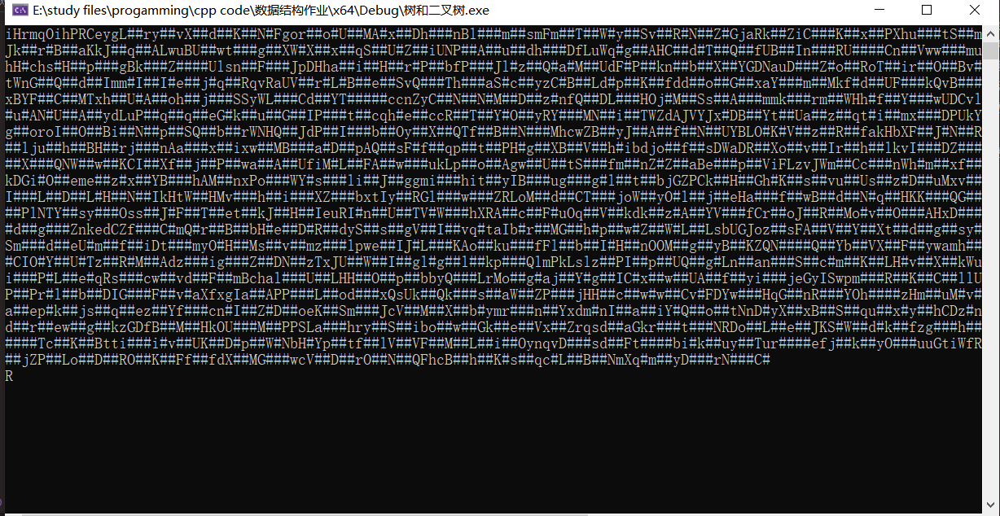 E:\study files\progamming\cpp code\数据结构作业\x64\Debug\树和二叉树.exe
iHrmqOihPRCeygL##ry##vX##d##K##N#Fgor##o#U##MA#x##Dh###nBl###m##smFm##T##W#y##Sv##R#N##Z#GjaRk##ZiC###K##x##PXhu###tS##m
Jk##r#B##aKkJ##q##ALwuBU##wt###g##XW#X##x##qS##U#Z##iUNP##A##u##dh###DfLuWq#g##AHC##d#T##Q##fUB##In###RU####Cn##Vww###mu
hH#chs#H##p###gBk###Z####Ulsn##F###JpDHha##i##H##r#P##bfP###Jl#z##Q#a#M##UdF#P##kn##b##X##YGDNauD###Z#o##RoT##ir##O##Bv#
tWnG##Q##d##Imm#I##I#e##j#q##RqvRaUV##r#L#B##e##SvQ###Th###aS#c##yzC#B##Ld#p##K##fdd##o##G##xaY###m##Mkf#d##UF###kQvB###
xBYF##C##MTxh##U#A##oh##j###SSyWL###Cd##YT#####ccnZyC##N##N#M##D##z#nfQ##DL###HOj#M##Ss##A###mmk###rm##WHh#f##Y###wUDCvl
#u#AN#U##A##ydLuP##q##q##eG#k##u##G##IP###t##cqh#e##ccR##T##Y#O##yRY###MN##i##TWZdAJVYJx#DB##Yt##Ua##z##qt#i##mx###DPUkY
g##oroI##O##Bi##N##p##SQ##b##rWNHQ##JdP##I###b##Oy##X##QTf##B##N###MhcwZB##yJ##A##f##N##UYBLO#K#V##z##R##fakHbXF##J#N##R
##lju##h##BH##rj###nAa###x##ixw##MB###a#D##pAQ##sF#f##qp##t##PH#g##XB##V##h#ibdjo##f##sDWaDR##Xo##v##Ir##h##lkvI###DZ###
##X###QNW##w##KCI##Xf##j##P##wa##A##UfiM#L##FA##w##ukLp##o##Agw##U##tS###fm##nZ#Z##aBe###p##ViFLzvJWm##Cc###nWh#m##xf##
kDGi#O##eme##z#x##YB###hAM##nxPo###WY#s###li##J##ggmi###hit##yIB###ug###g#l##t##bjGZPCk##H##Gh#K##s##vu##Us##z#D##uMxv##
I###L##D##L#H##N##IkHtW##HMv###h##i###XZ###bxtIy##RGl###w###ZRLoM##d##CT###joW##yO#l##j##eHa###f##wB##d##N#q##HKK###QG##
##PlNTY##sy###Oss##J#F##T##et##kJ##H##IeuRI#n##U##TV#W###hXRA##c##F#uOq##V##kdk##z#A##YV###fCr##oJ##R##Mo#v##O###AHxD###
#d##g###ZnkedCZf###C#mQ#r##B##bH#e##D#R##dyS##s##gV##I##vq#taIb#r##MG##h#p##w#Z##W#L##LsbUGJoz##sFA##V##Y##Xt##d##g##sy#
Sm###d##eU#m##f##iDt###myO#H##Ms##v##mz###lpwe##IJ#L###KAo##ku###fFl##b##I#H##nOOM##g##yB##KZQN####Q##Yb##VX##F##ywamh##
#CIO#Y##U#Tz##R#M##Adz###ig###Z##DN##zTxJU##W##I##gl#g##l##kp###QlmPkLslz##PI##p##UQ##g#Ln##an###S##c#m##K##LH#v##X##kWu
i###P#L##e#qRs###cw##vd##F##mBchal###U##LHH##O##p##bbyQ###LrMo##g#aj##Y#g##IC#x##w##UA##f##yi###jeGyISwpm###R##K##C##llU
P##Pr#l##b##DIG###F##v#aXfxgIa##APP###L##od###xQsUk##Qk###s##aW##ZP###jHH##c##w#w##Cv#FDYw###HqG##nR###YOh####zHm##uM#v#
a##ep#k##js##q##ez##Yf###cn#I##Z#D##oeK##Sm###JcV##M##X##b#ymr###n##Yxdm#nI##a##iY#Q##o##tNnD#yX##xB##S##qu##x#y##hCDz#n
d##r##ew##g##kzGDfB##M##HkOU###M##PPSLa###hry##S##ibo##w##Gk##e##Vx##Zrqsd##aGkr###t###NRDo##L##e##JKS#W##d#k##fzg###h##
####Tc##K##Btti###i#v##UK##D#p##W#NbH#Yp##tf##lV##VF##M##L##i##OynqvD###sd##Ft####bi#k##uy##Tur####efj##k##yO###uuGtiWfR
##jZP##Lo##D##RO##K##Ff##fdX##MG###wcV##D##rO##N##QFhcB##h##K#s##qc#L##B##NmXq#m##yD##rN###C#
R